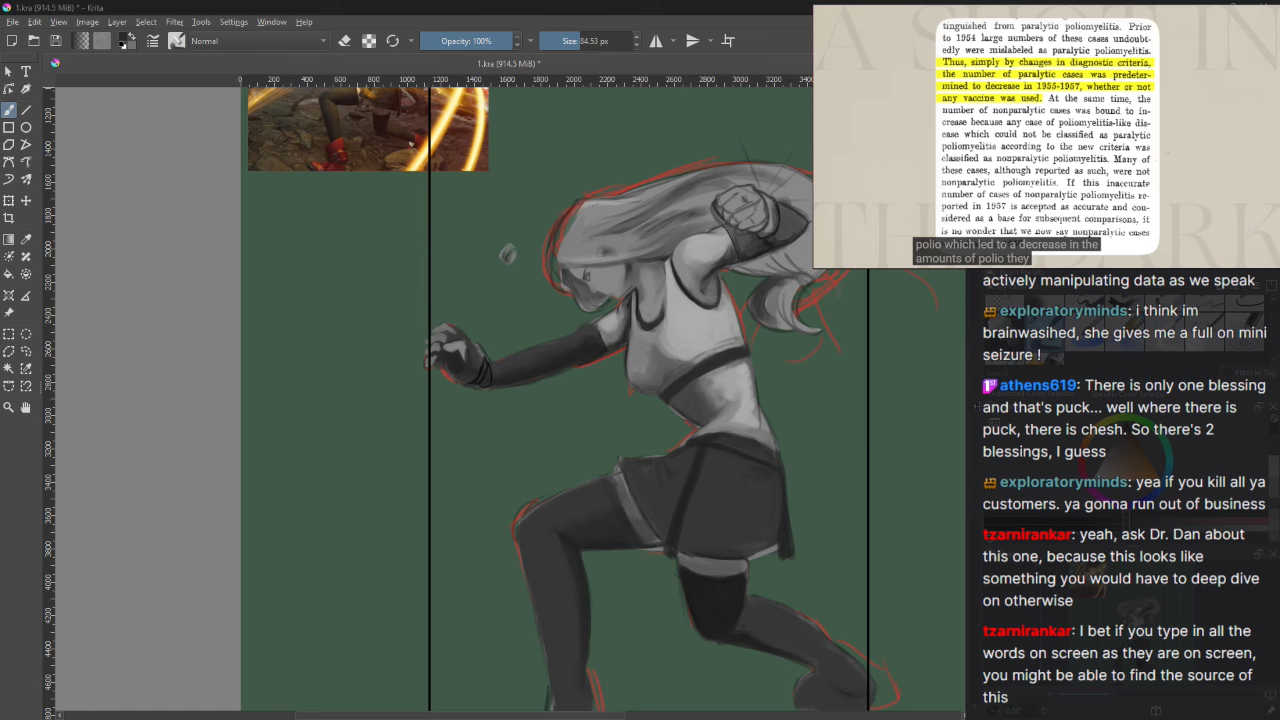 1.kra (914.5 MiB) * - Krita
File Edit View Image Layer Select Filter Tools Settings Window Help
Normal
Opacity: 100%
Size: 84.53 px
1.kra (914.5 MiB) *
tinguished from paralytic poliomyelitis. Prior
to 1954 large numbers of these cases undoubt-
edly were mislabeled as paralytic poliomyelitis.
Thus, simply by changes in diagnostic criteria,
the number of paralytic cases was predeter-
mined to decrease in 1955-1957, whether or not
any vaccine was used. At the same time, the
number of nonparalytic cases was bound to in-
crease because any case of poliomyelitis-like dis-
ease which could not be classified as paralytic
poliomyelitis according to the new criteria was
classified as nonparalytic poliomyelitis. Many of
these cases, although reported as such, were not
nonparalytic poliomyelitis. If this inaccurate
number of cases of nonparalytic poliomyelitis re-
ported in 1957 is accepted as accurate and con-
sidered as a base for subsequent comparisons, it
is no wonder that we now say nonparalytic cases
polio which led to a decrease in the
amounts of polio they
actively manipulating data as we speak
exploratoryminds: i think im
brainwasihed, she gives me a full on mini
seizure !
athens619: There is only one blessing
and that's puck... well where there is
puck, there is chesh. So there's 2
blessings, I guess
exploratoryminds: yea if you kill all ya
customers. ya gonna run out of business
tzarnirankar: yeah, ask Dr. Dan about
this one, because this looks like
something you would have to deep dive
on otherwise
tzarnirankar: I bet if you type in all the
words on screen as they are on screen,
you might be able to find the source of
this